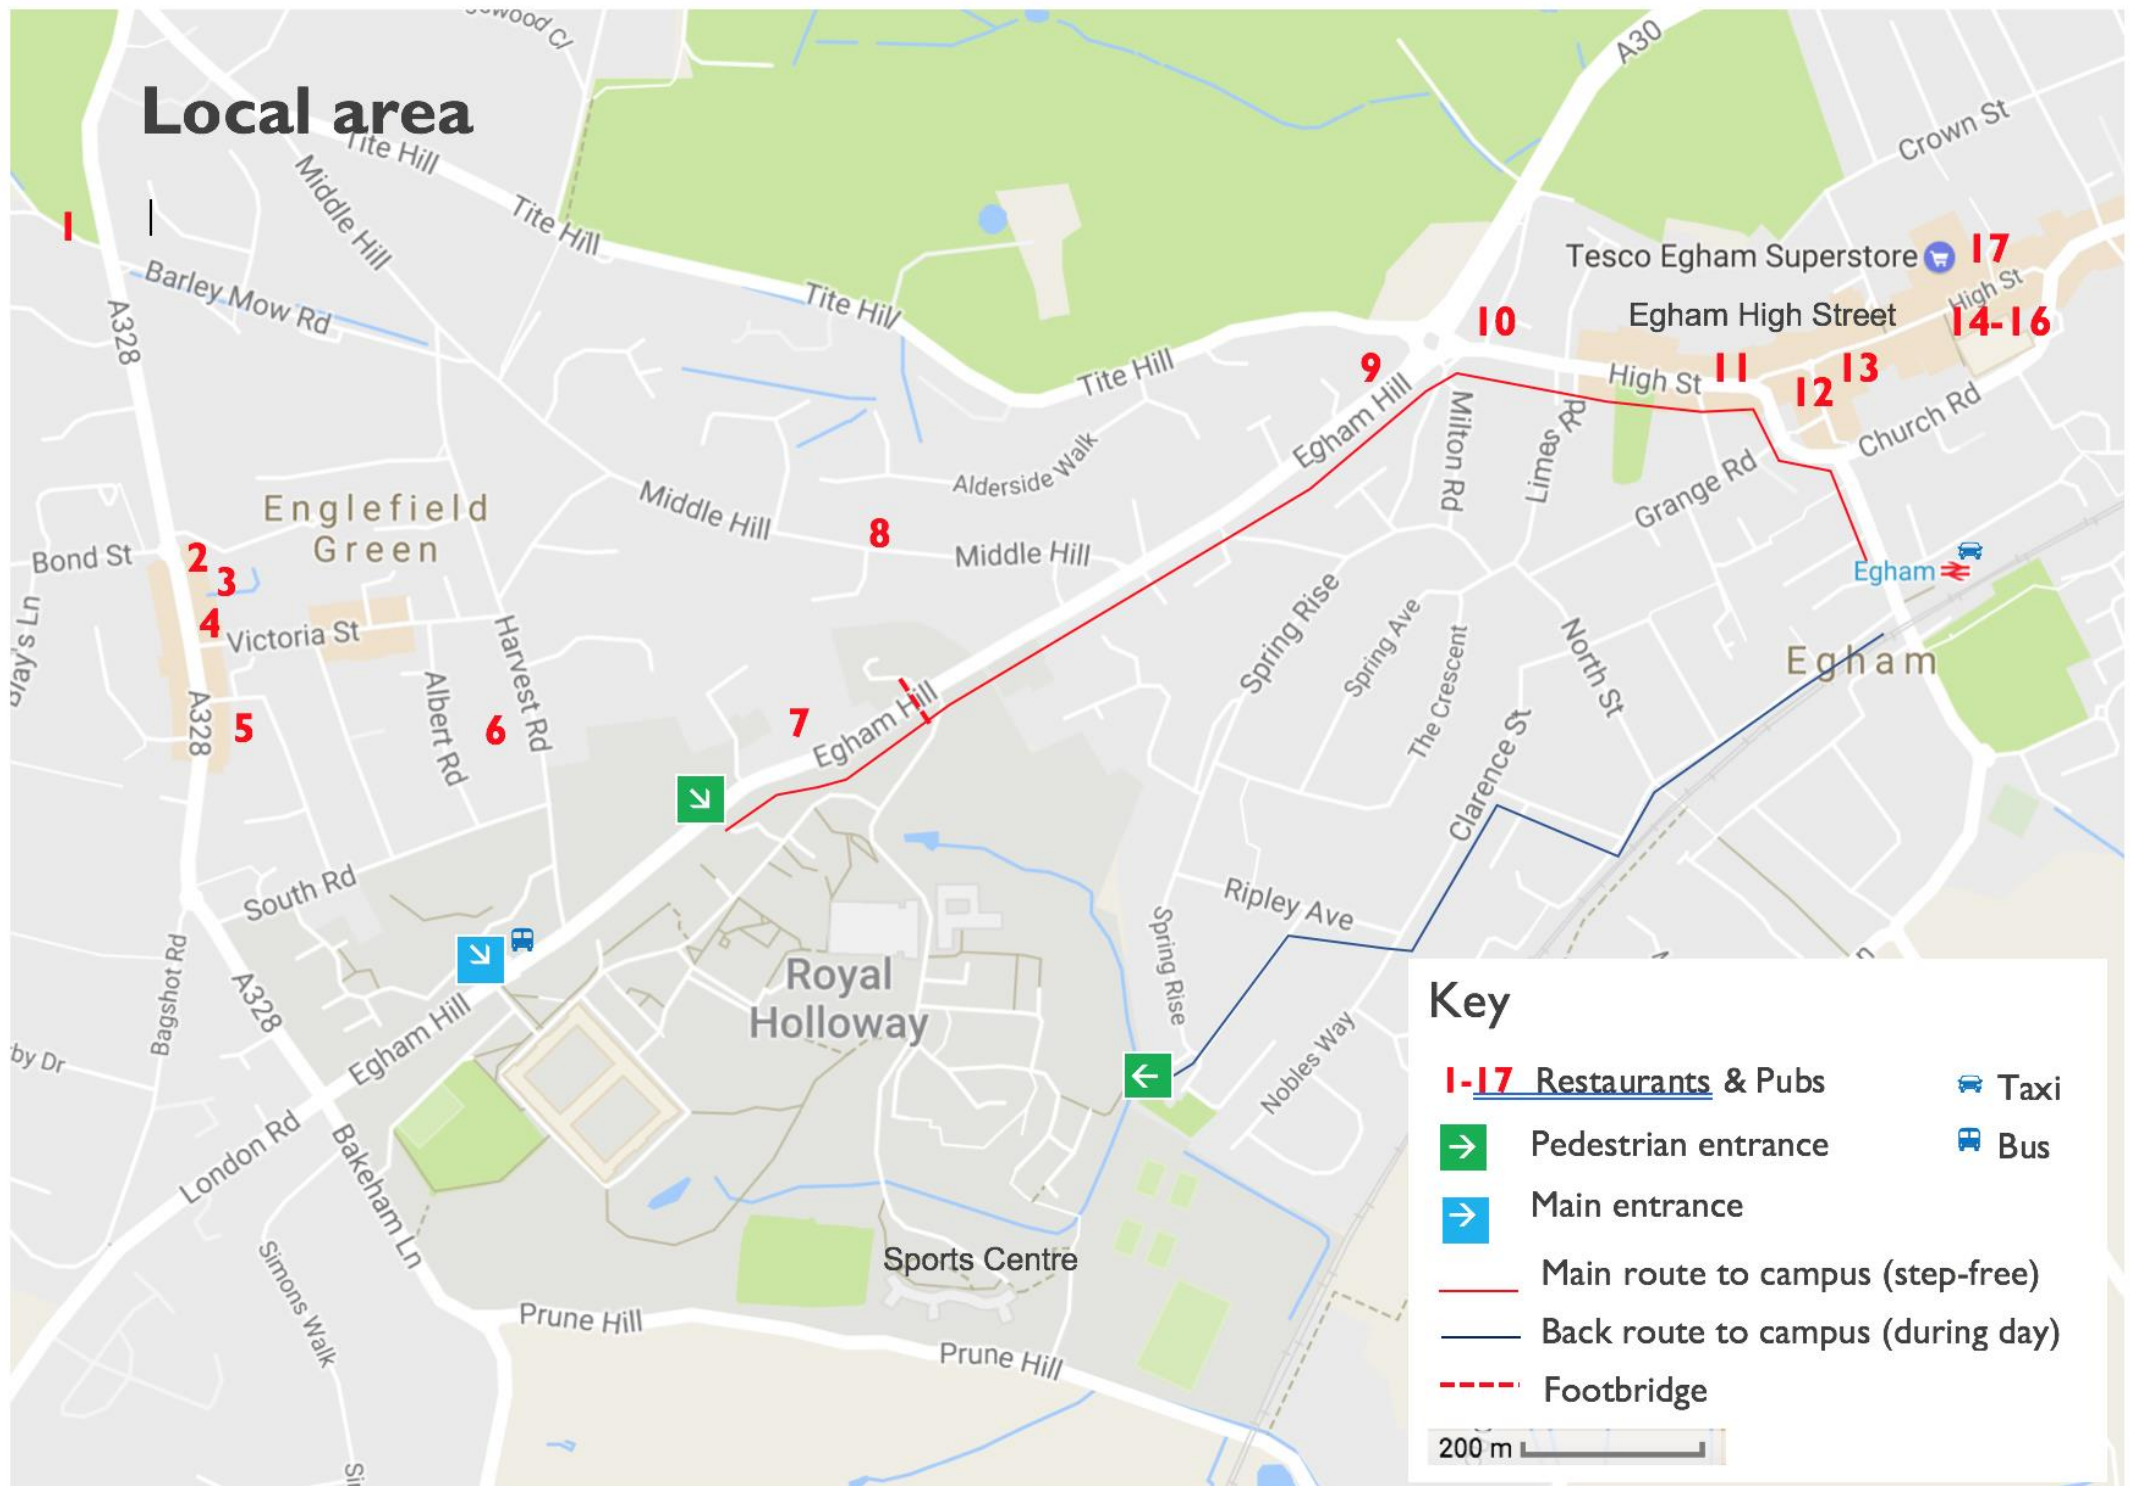 Local area
Tite Hill
Middle Hill
Tite Hill
Tite Hill
Tite Hill
A30
Crown St
Tesco Egham Superstore
17
Egham High Street
High St
14-16
1
Barley Mow Rd
A328
10
9
High St
11
12
13
Church Rd
Egham Hill
Milton Rd
Limes Rd
Grange Rd
Alderside Walk
Middle Hill
8
Middle Hill
Englefield
Green
Bond St
2
3
4
Victoria St
A328
5
Albert Rd
6
Harvest Rd
7
Egham Hill
Spring Rise
Spring Ave
The Crescent
North St
Clarence St
Egham
Egham
South Rd
Bagshot Rd
A328
Egham Hill
London Rd
Bakeham Ln
Simons Walk
Royal
Holloway
Ripley Ave
Spring Rise
Nobles Way
Sports Centre
Prune Hill
Prune Hill
Key
1-17 Restaurants & Pubs
Taxi
Pedestrian entrance
Bus
Main entrance
Main route to campus (step-free)
Back route to campus (during day)
Footbridge
200 m